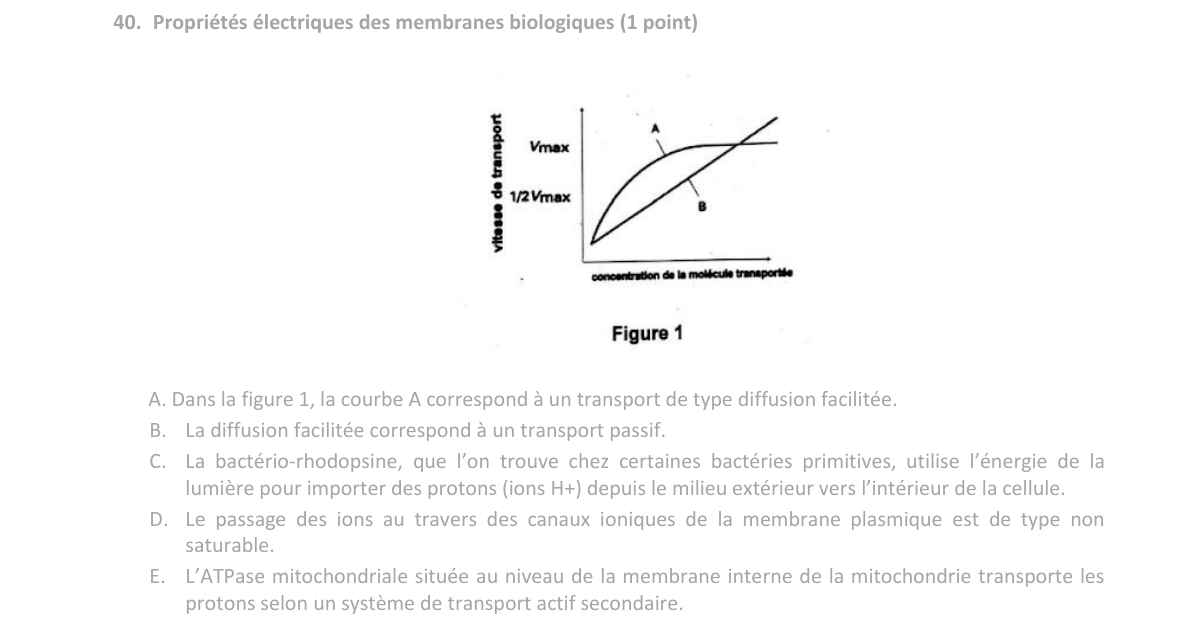 40. Propriétés électriques des membranes biologiques (1 point)
vitesse de transport
Vmax
1/2 Vmax
A
B
concentration de la molécule transportée
Figure 1
A. Dans la figure 1, la courbe A correspond à un transport de type diffusion facilitée.
B. La diffusion facilitée correspond à un transport passif.
C. La bactério-rhodopsine, que l’on trouve chez certaines bactéries primitives, utilise l’énergie de la
lumière pour importer des protons (ions H+) depuis le milieu extérieur vers l’intérieur de la cellule.
D. Le passage des ions au travers des canaux ioniques de la membrane plasmique est de type non
saturable.
E. L’ATPase mitochondriale située au niveau de la membrane interne de la mitochondrie transporte les
protons selon un système de transport actif secondaire.